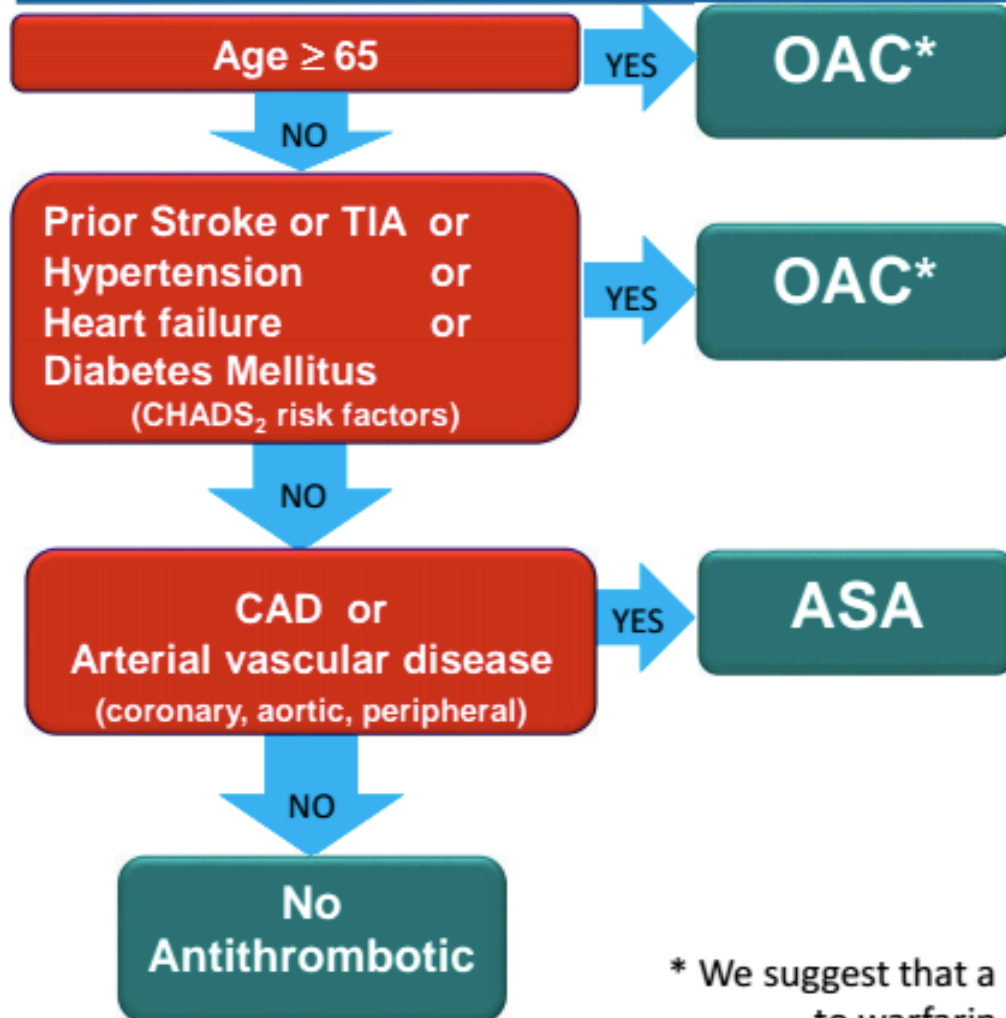 Age ≥ 65
YES
OAC*
NO
Prior Stroke or TIA or
Hypertension or
Heart failure or
Diabetes Mellitus
(CHADS₂ risk factors)
YES
OAC*
NO
CAD or
Arterial vascular disease
(coronary, aortic, peripheral)
YES
ASA
NO
No
Antithrombotic
* We suggest that a
to warfarin